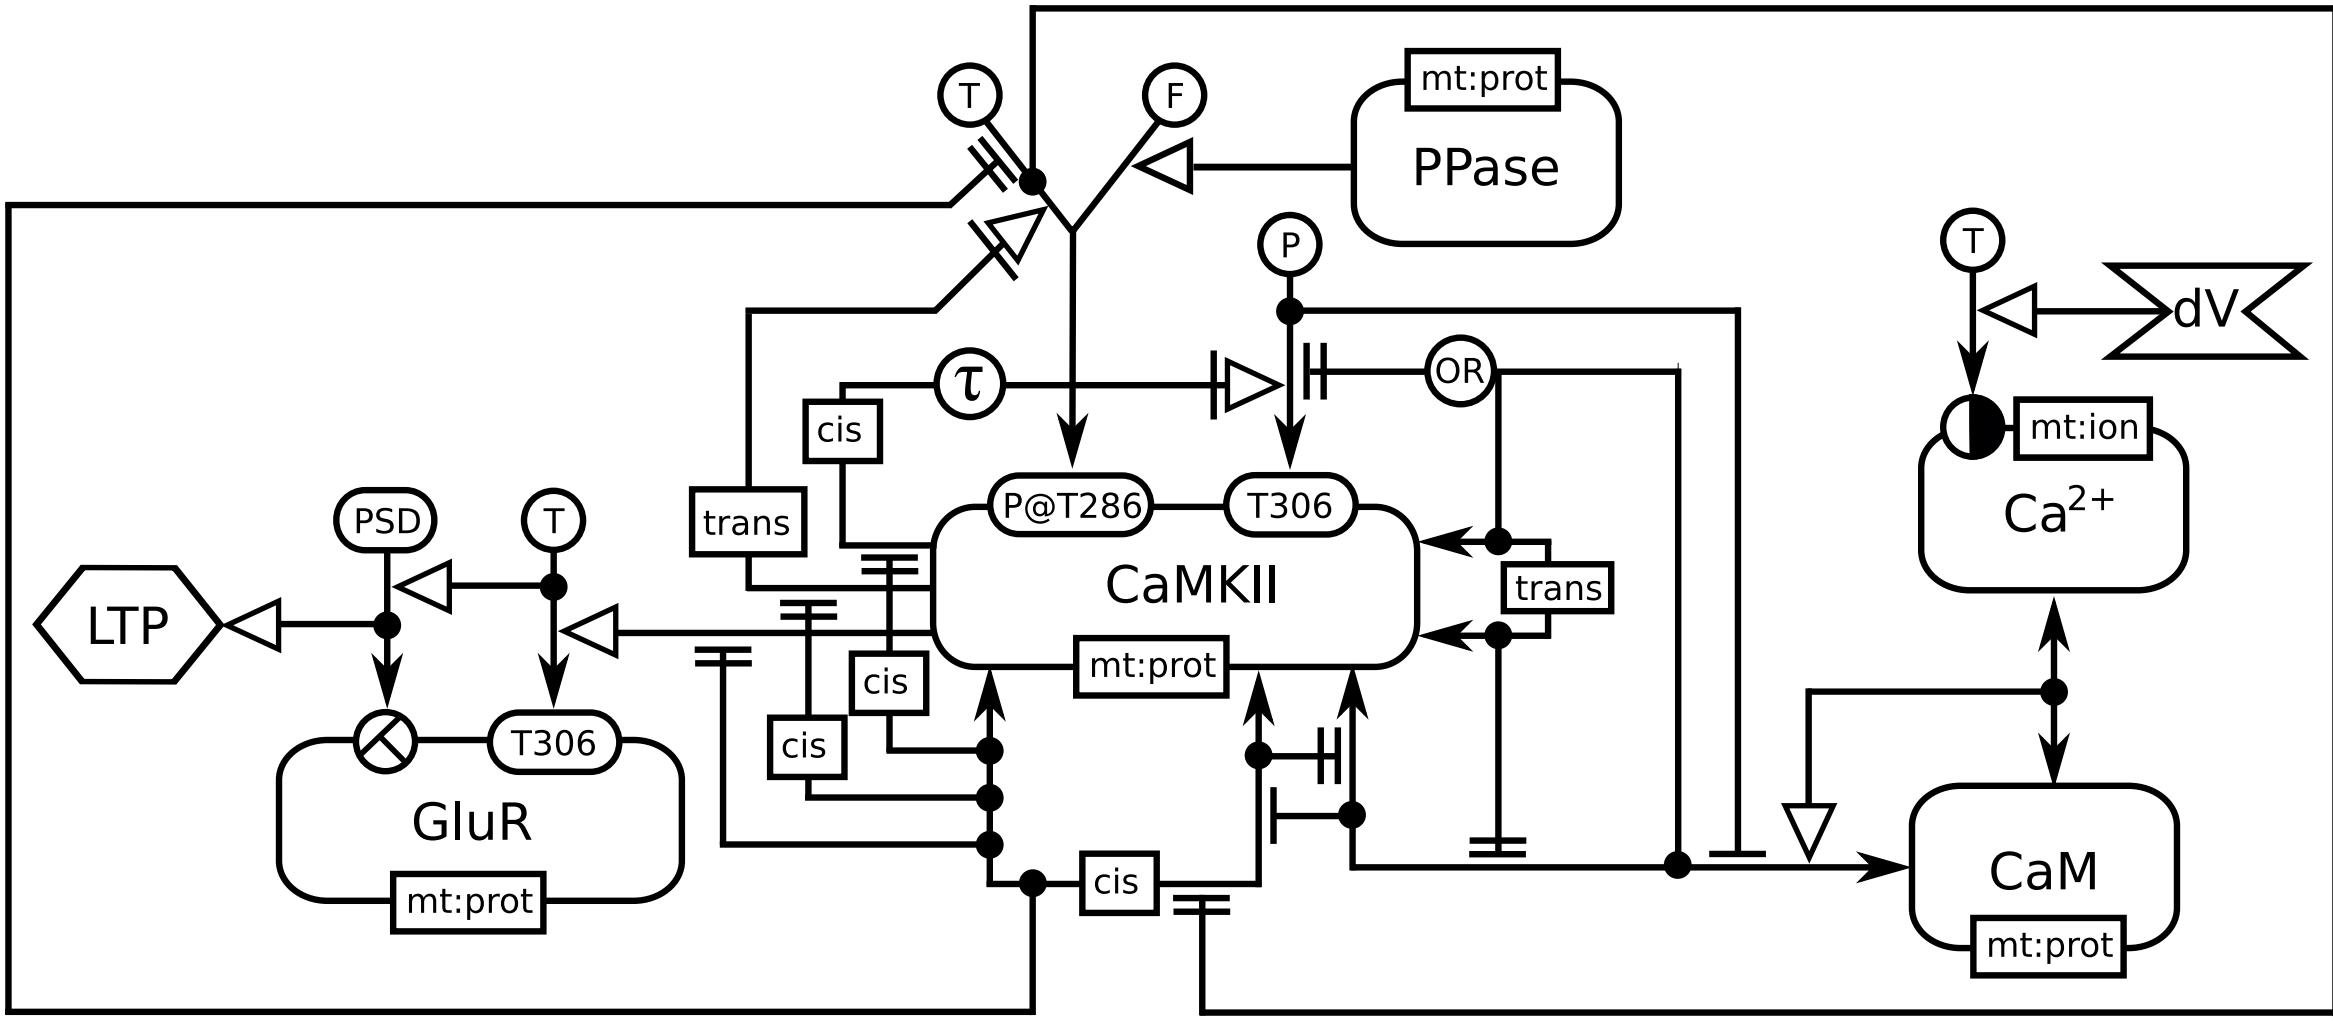 T
F
mt:prot
PPase
P
T
dV
OR
τ
cis
mt:ion
Ca2+
P@T286
T306
trans
PSD
T
CaMKII
mt:prot
trans
LTP
cis
cis
T306
GluR
mt:prot
cis
CaM
mt:prot